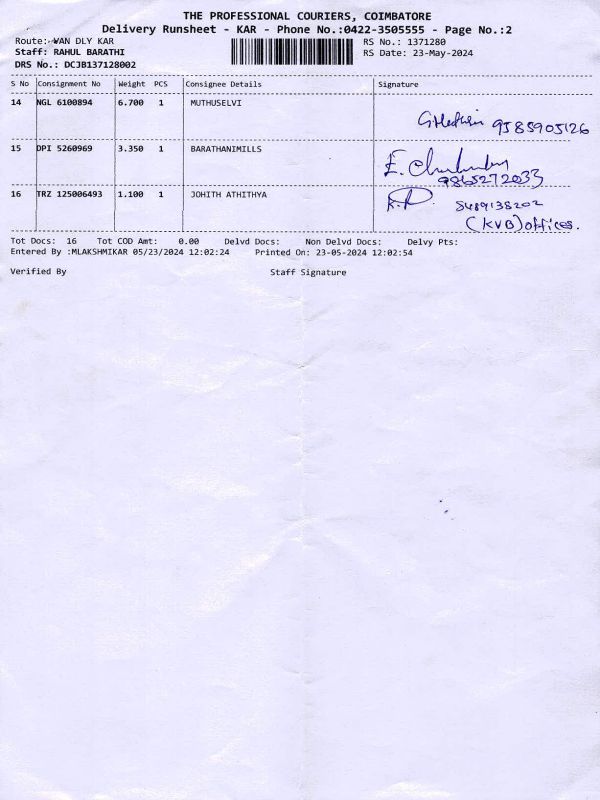 THE PROFESSIONAL COURIERS, COIMBATORE
Delivery Runsheet - KAR - Phone No.:0422-3505555 - Page No.:2
Route: WAN DLY KAR RS No.: 1371280
Staff: RAHUL BARATHI RS Date: 23-May-2024
DRS No.: DCJB137128002
S No Consignment No Weight PCS Consignee Details Signature
14 NGL 6100894 6.700 1 MUTHUSELVI
9585905126
15 DPI 5260969 3.350 1 BARATHANIMILLS
9865272033
16 TRZ 125006493 1.100 1 JOHITH ATHITHYA
8489138202
(KVB) offices.
Tot Docs: 16 Tot COD Amt: 0.00 Delvd Docs: Non Delvd Docs: Delvy Pts:
Entered By :MLAKSHMIKAR 05/23/2024 12:02:24 Printed On: 23-05-2024 12:02:54
Verified By Staff Signature